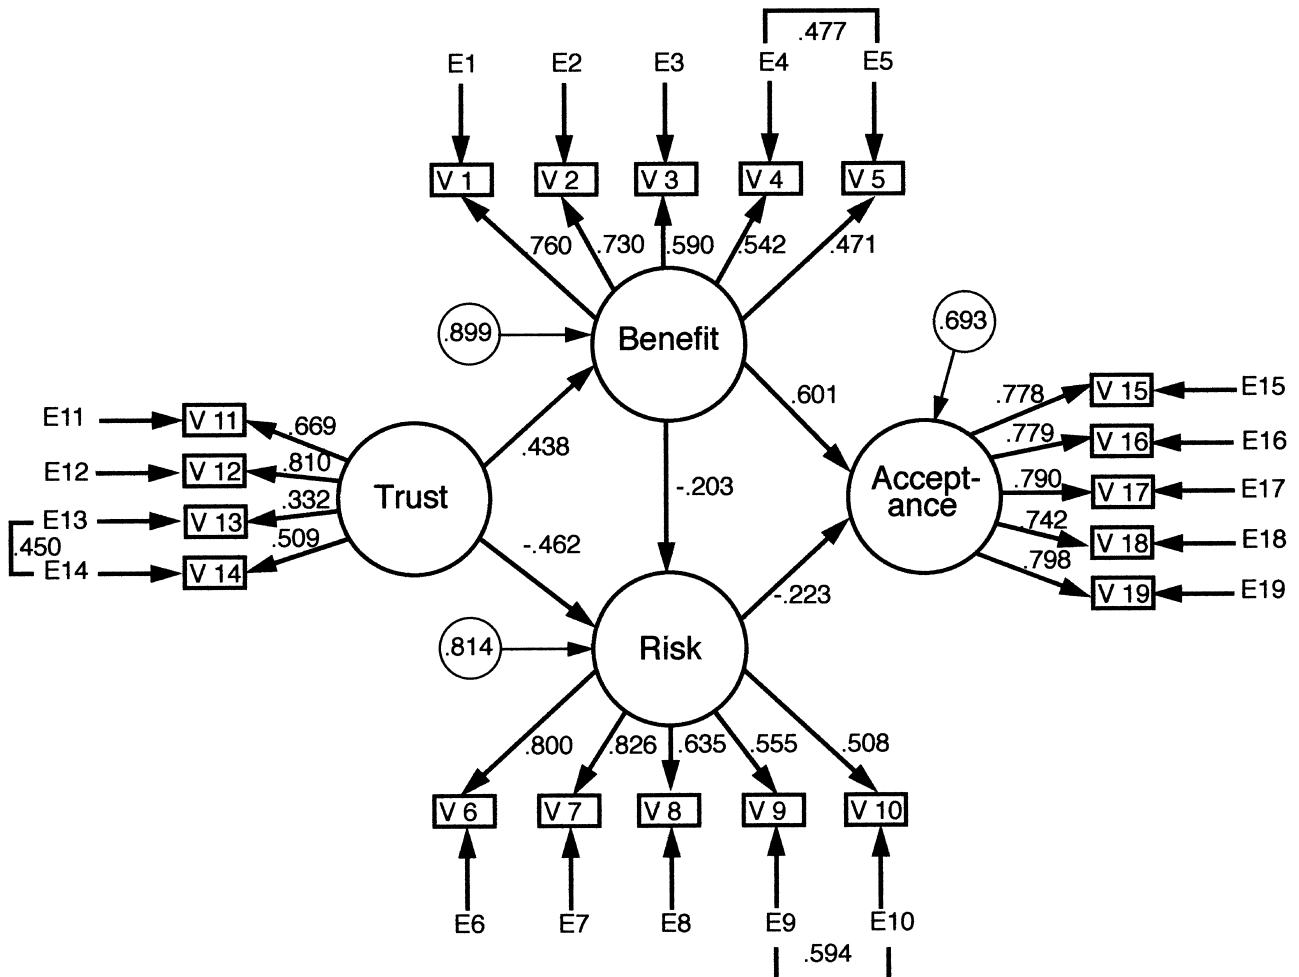 .477
E1 E2 E3 E4 E5
V 1 V 2 V 3 V 4 V 5
.760 .730 .590 .542 .471
.899
Benefit
.693
.601
.438
-.203
E11 V 11 .669
E12 V 12 .810
E13 V 13 .332
.450
E14 V 14 .509
Trust
Accept-
ance
.778 V 15 E15
.779 V 16 E16
.790 V 17 E17
.742 V 18 E18
.798 V 19 E19
-.462
-.223
.814
Risk
.800 .826 .635 .555 .508
V 6 V 7 V 8 V 9 V 10
E6 E7 E8 E9 E10
.594